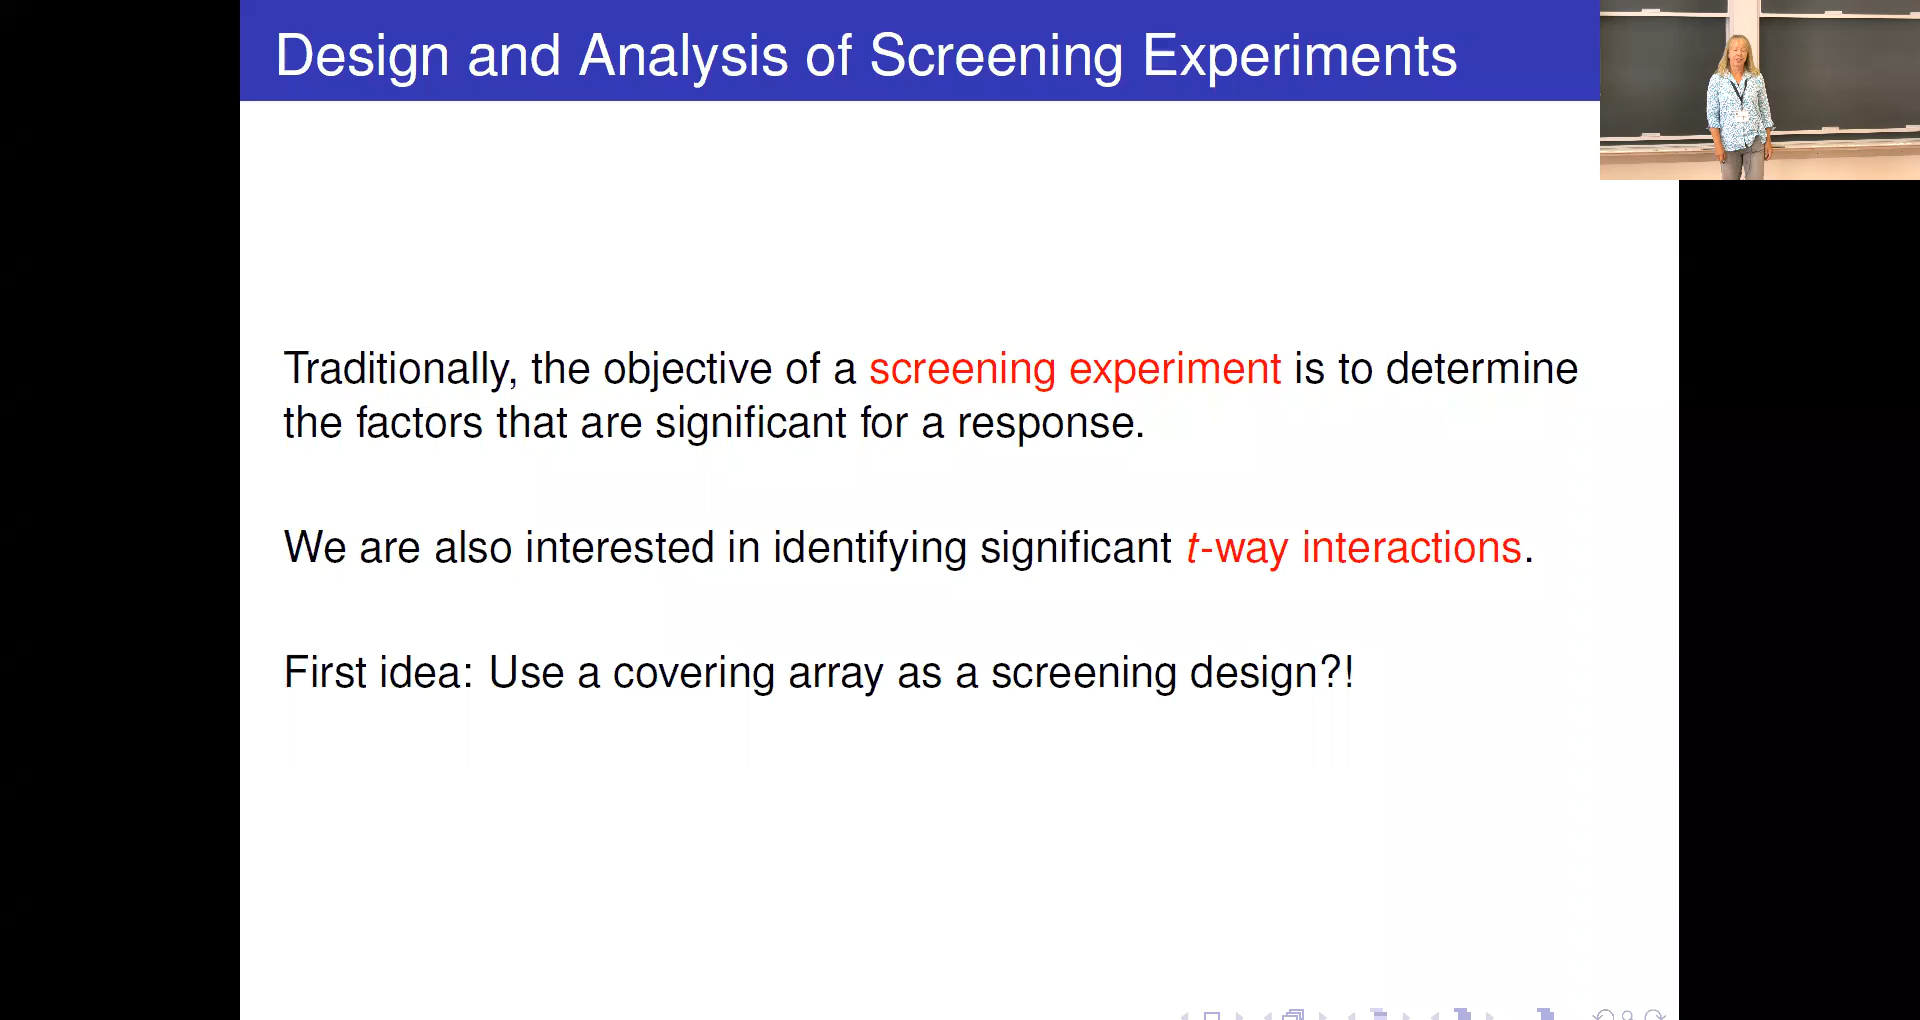 Design and Analysis of Screening Experiments
Traditionally, the objective of a screening experiment is to determine
the factors that are significant for a response.
We are also interested in identifying significant t-way interactions.
First idea: Use a covering array as a screening design?!